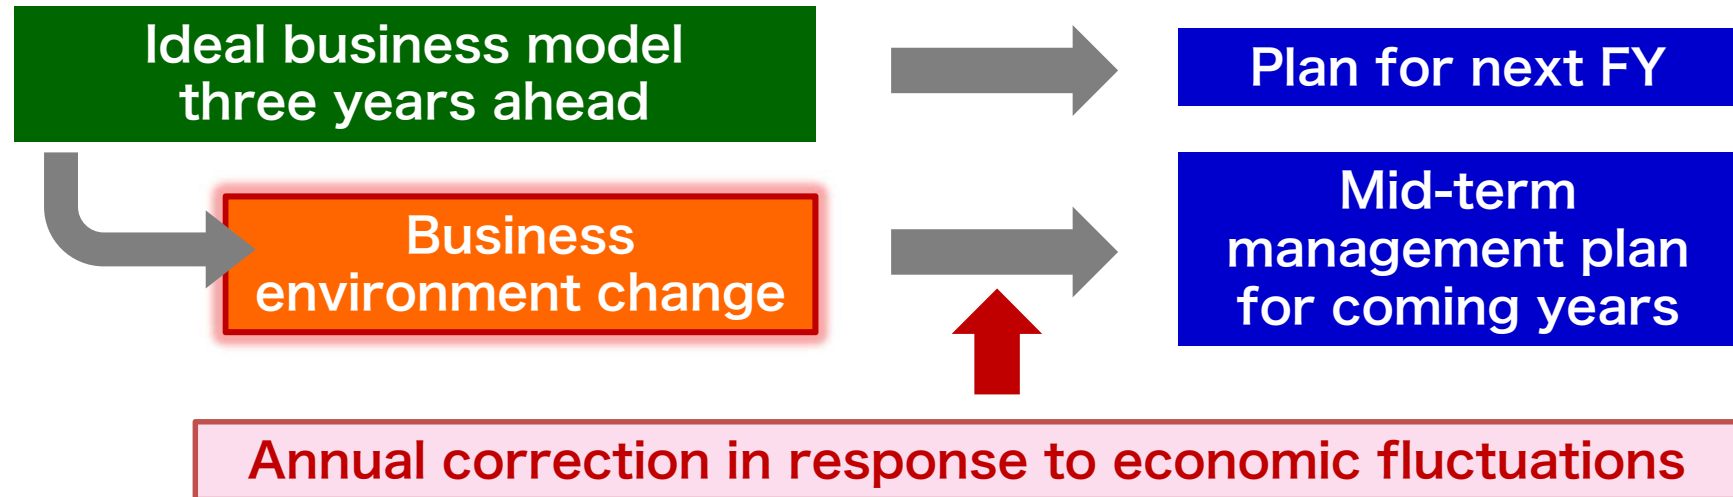 Ideal business model
three years ahead
Plan for next FY
Business
environment change
Mid-term
management plan
for coming years
Annual correction in response to economic fluctuations